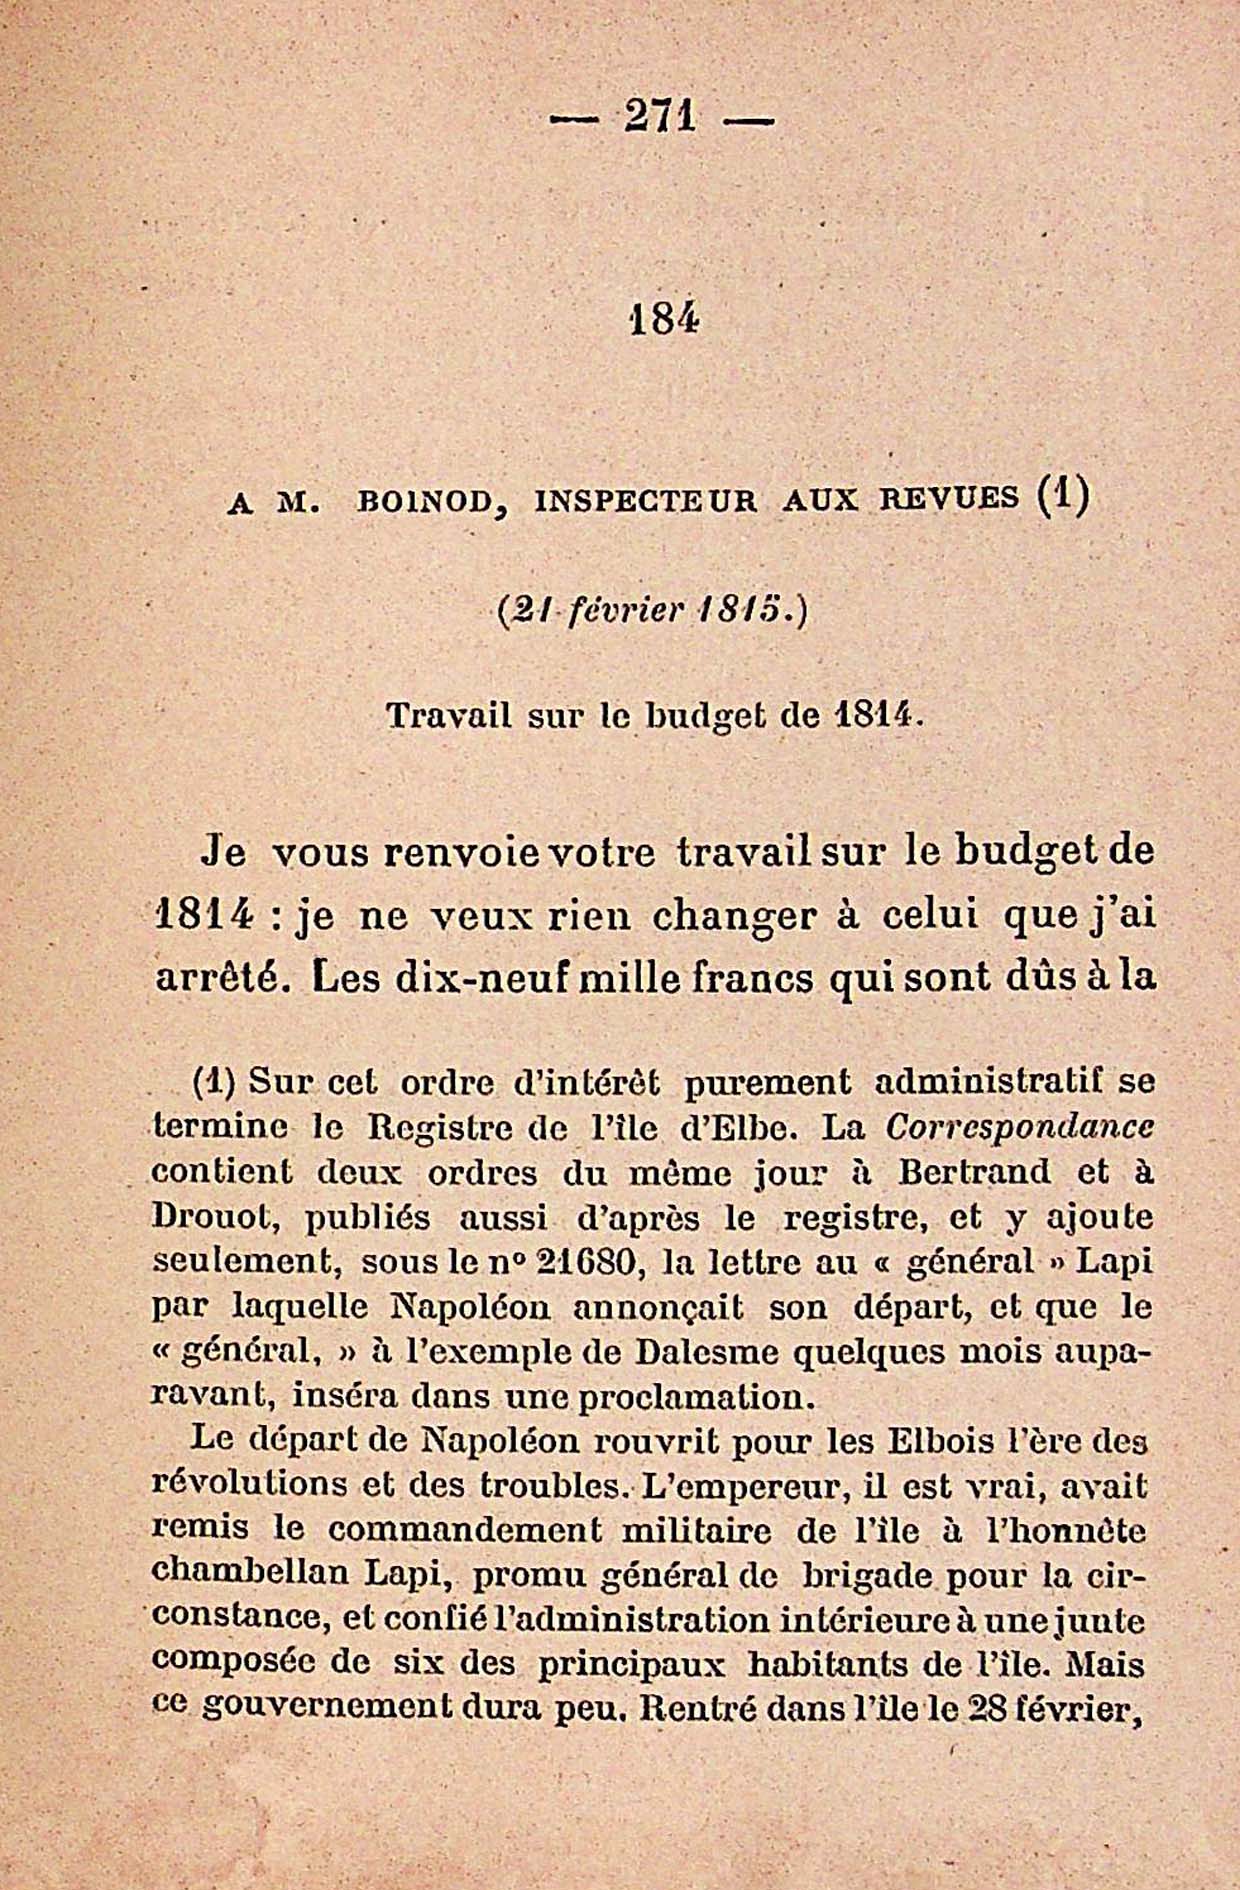 — 271 —
184
A M. BOINOD, INSPECTEUR AUX REVUES (1)
(21 février 1815.)
Travail sur le budget de 1814.
Je vous renvoie votre travail sur le budget de
1814 : je ne veux rien changer à celui que j'ai
arrêté. Les dix-neuf mille francs qui sont dûs à la
(1) Sur cet ordre d'intérêt purement administratif se
termine le Registre de l'île d'Elbe. La Correspondance
contient deux ordres du même jour à Bertrand et à
Drouot, publiés aussi d'après le registre, et y ajoute
seulement, sous le nº 21680, la lettre au « général » Lapi
par laquelle Napoléon annonçait son départ, et que le
« général, » à l'exemple de Dalesme quelques mois aupa-
ravant, inséra dans une proclamation.
Le départ de Napoléon rouvrit pour les Elbois l'ère des
révolutions et des troubles. L'empereur, il est vrai, avait
remis le commandement militaire de l'île à l'honnête
chambellan Lapi, promu général de brigade pour la cir-
constance, et confié l'administration intérieure à une junte
composée de six des principaux habitants de l'île. Mais
ce gouvernement dura peu. Rentré dans l'île le 28 février,